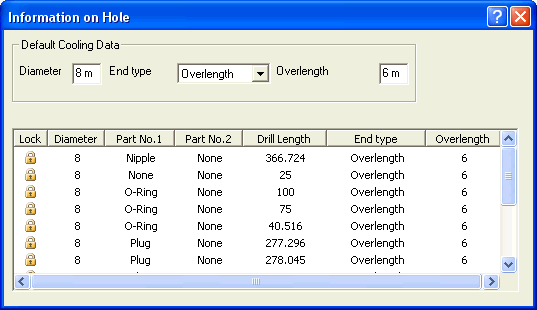 Information on Hole
Default Cooling Data
Diameter 8 m End type Overlength Overlength 6 m
Lock Diameter Part No.1 Part No.2 Drill Length End type Overlength
8 Nipple None 366.724 Overlength 6
8 None None 25 Overlength 6
8 O-Ring None 100 Overlength 6
8 O-Ring None 75 Overlength 6
8 O-Ring None 40.516 Overlength 6
8 Plug None 277.296 Overlength 6
8 Plug None 278.045 Overlength 6